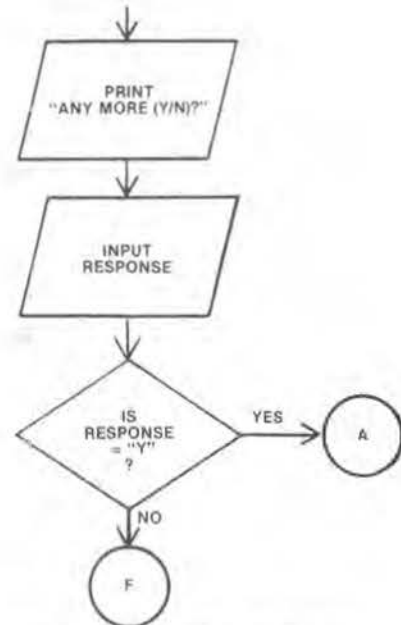 PRINT
"ANY MORE (Y/N)?"
INPUT
RESPONSE
IS
RESPONSE
= "Y"
?
YES
A
NO
F